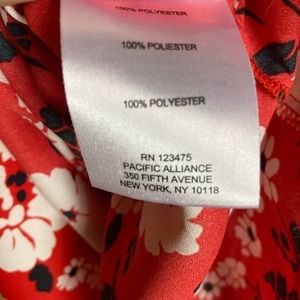 100% POLYESTER
100% POLIESTER
100% POLYESTER
RN 123475
PACIFIC ALLIANCE
350 FIFTH AVENUE
NEW YORK, NY 10118